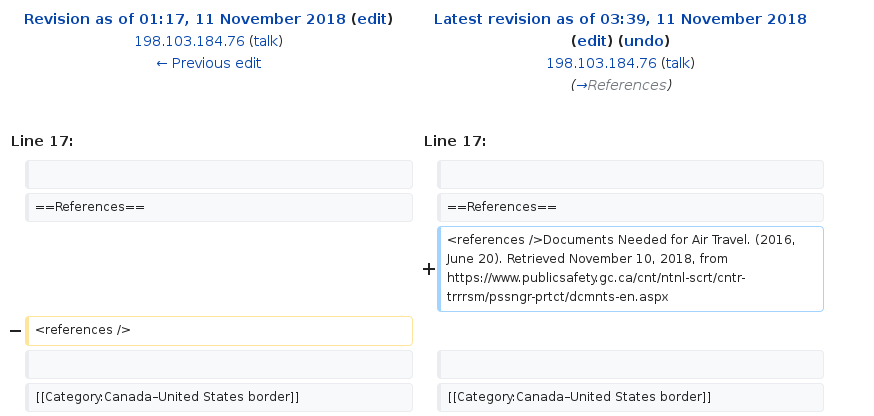 Revision as of 01:17, 11 November 2018 (edit)
198.103.184.76 (talk)
← Previous edit
Latest revision as of 03:39, 11 November 2018
(edit) (undo)
198.103.184.76 (talk)
(→References)
Line 17:
Line 17:
==References==
==References==
+
<references />Documents Needed for Air Travel. (2016,
June 20). Retrieved November 10, 2018, from
https://www.publicsafety.gc.ca/cnt/ntnl-scrt/cntr-
trrrsm/pssngr-prtct/dcmnts-en.aspx
− <references />
[[Category:Canada–United States border]]
[[Category:Canada–United States border]]